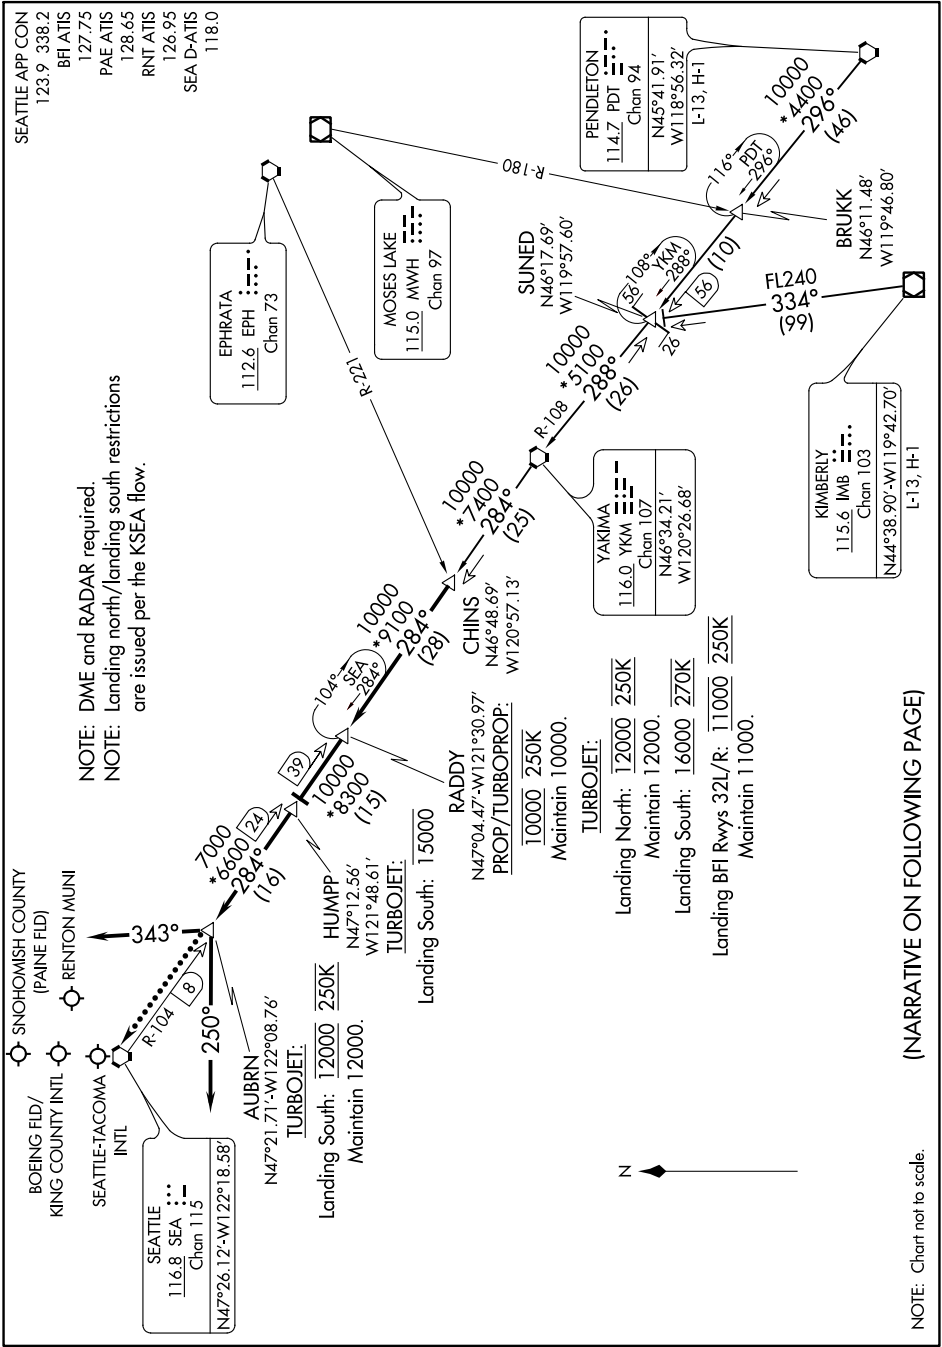 SEATTLE APP CON
123.9 338.2
BFI ATIS
127.75
PAE ATIS
128.65
RNT ATIS
126.95
SEA D-ATIS
118.0
NOTE: DME and RADAR required.
NOTE: Landing north/landing south restrictions
are issued per the KSEA flow.
SNOHOMISH COUNTY
(PAINE FLD)
RENTON MUNI
BOEING FLD/
KING COUNTY INTL
SEATTLE-TACOMA
INTL
SEATTLE
116.8 SEA
Chan 115
N47°26.12'-W122°18.58'
R-104
8
343°
250°
AUBRN
N47°21.71'-W122°08.76'
TURBOJET:
Landing South: 12000 250K
Maintain 12000.
7000
*6600
284°
(16)
24
HUMPP
N47°12.56'
W121°48.61'
TURBOJET:
Landing South: 15000
39
10000
*8300
(15)
104°
SEA
284°
RADDY
N47°04.47'-W121°30.97'
PROP/TURBOPROP:
10000 250K
Maintain 10000.
TURBOJET:
Landing North: 12000 250K
Maintain 12000.
Landing South: 16000 270K
Maintain 16000.
Landing BFI Rwys 32L/R: 11000 250K
Maintain 11000.
10000
*9100
284°
(28)
CHINS
N46°48.69'
W120°57.13'
EPHRATA
112.6 EPH
Chan 73
R-221
MOSES LAKE
115.0 MWH
Chan 97
R-180
10000
*7400
284°
(25)
YAKIMA
116.0 YKM
Chan 107
N46°34.21'
W120°26.68'
R-108
10000
*5100
288°
(26)
SUNED
N46°17.69'
W119°57.60'
56
108°
YKM
288°
56
26
(10)
BRUKK
N46°11.48'
W119°46.80'
116°
PDT
296°
PENDLETON
114.7 PDT
Chan 94
N45°41.91'
W118°56.32'
L-13, H-1
10000
*4400
296°
(46)
FL240
334°
(99)
KIMBERLY
115.6 IMB
Chan 103
N44°38.90'-W119°42.70'
L-13, H-1
N
(NARRATIVE ON FOLLOWING PAGE)
NOTE: Chart not to scale.